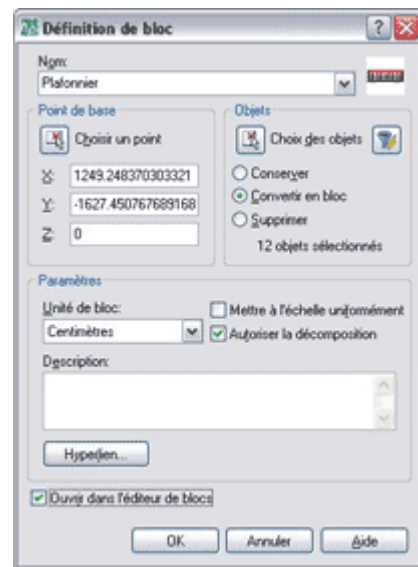 Définition de bloc
Nom:
Plafonnier
Point de base
Choisir un point
X: 1249.248370303321
Y: -1627.450767689168
Z: 0
Objets
Choix des objets
Conserver
Convertir en bloc
Supprimer
12 objets sélectionnés
Paramètres
Unité de bloc:
Centimètres
Mettre à l'échelle uniformément
Autoriser la décomposition
Description:
Hyperlien...
Ouvrir dans l'éditeur de blocs
OK Annuler Aide